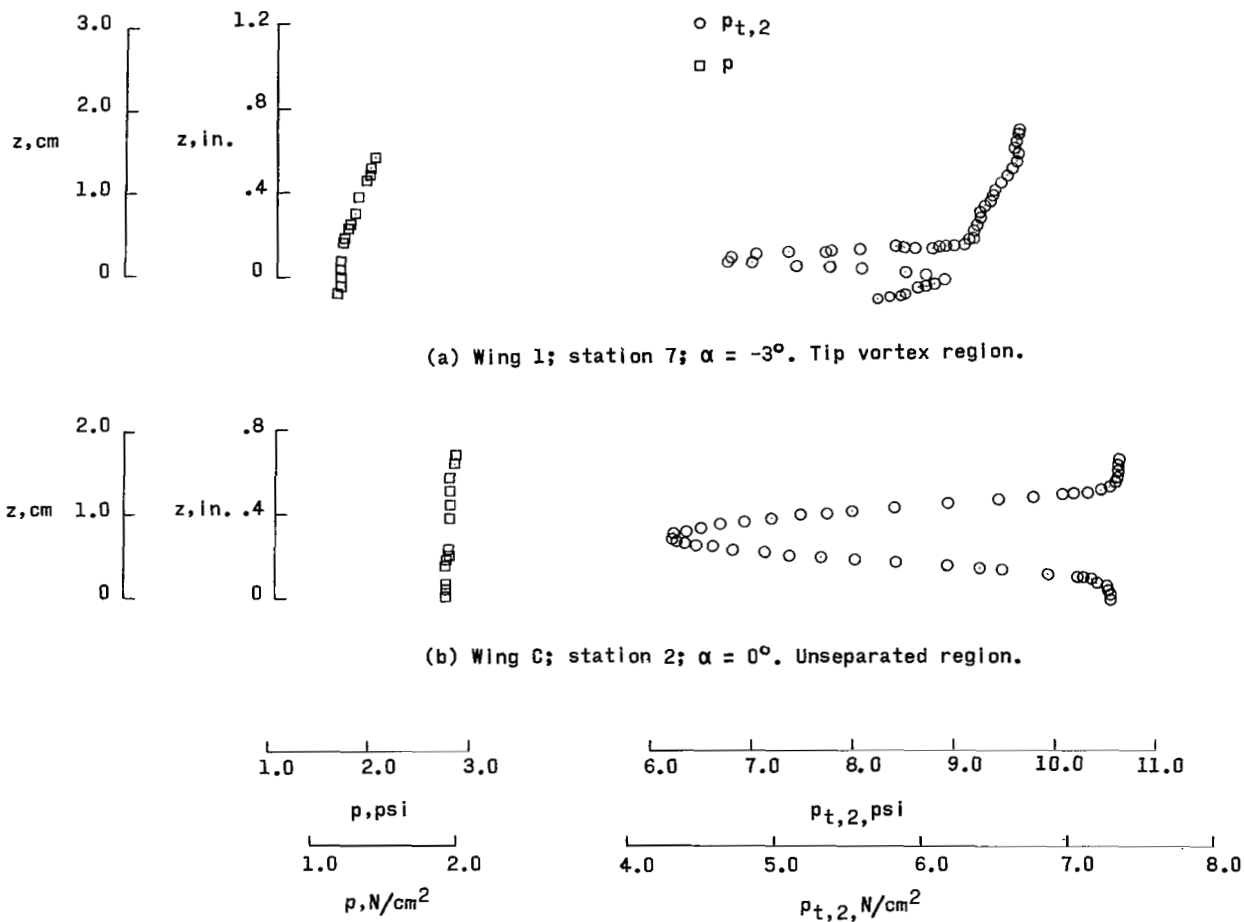 3.0
2.0
z,cm
1.0
0
1.2
.8
z,in.
.4
0
pt,2
p
(a) Wing 1; station 7; α = -3°. Tip vortex region.
2.0
z,cm 1.0
0
.8
z,in. .4
0
(b) Wing C; station 2; α = 0°. Unseparated region.
1.0 2.0 3.0
p,psi
6.0 7.0 8.0 9.0 10.0 11.0
pt,2,psi
1.0 2.0
p,N/cm²
4.0 5.0 6.0 7.0 8.0
pt,2,N/cm²